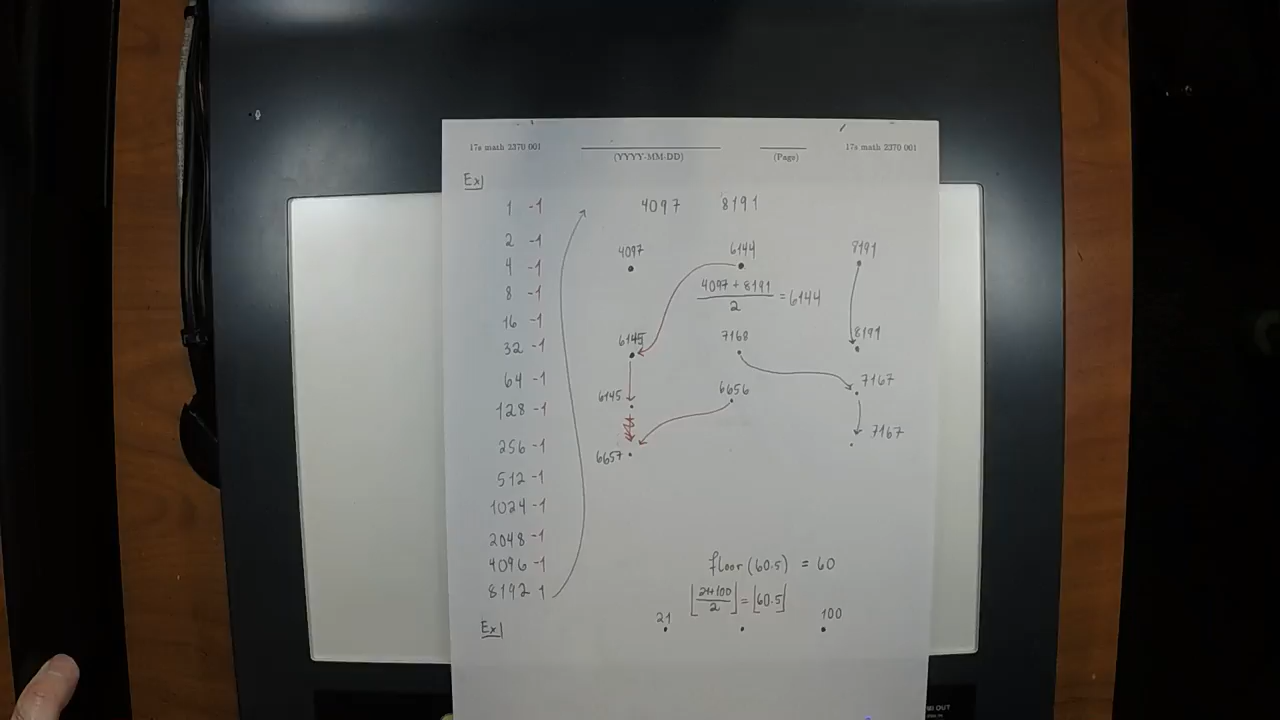 17s math 2370 001 (YYYY-MM-DD) (Page) 17s math 2370 001
Ex]
1 -1
2 -1
4 -1
8 -1
16 -1
32 -1
64 -1
128 -1
256 -1
512 -1
1024 -1
2048 -1
4096 -1
8192 1
4097 8191
4097 6144 8191
4097 + 8191
2
= 6144
6145 7168 8191
6145 6656 7167
6657 7167
floor (60.5) = 60
⌊21+100
2⌋ = ⌊60.5⌋
21 100
Ex]